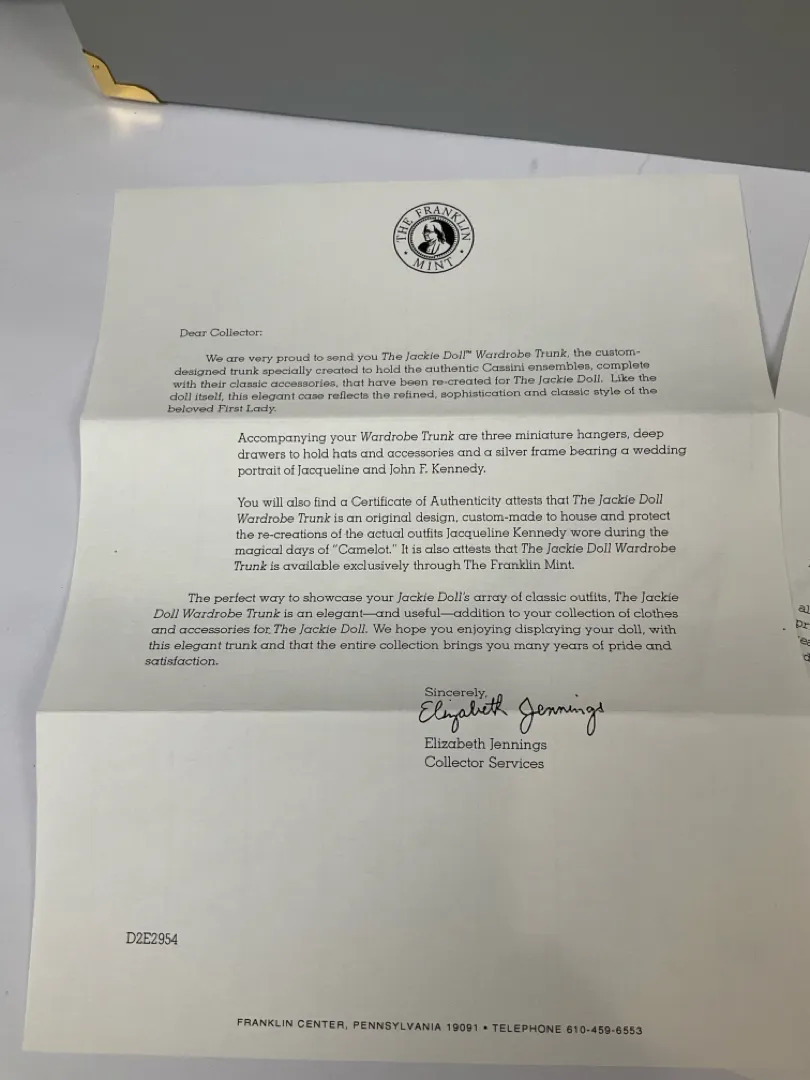 THE FRANKLIN
MINT
Dear Collector:
We are very proud to send you The Jackie Doll™ Wardrobe Trunk, the custom-
designed trunk specially created to hold the authentic Cassini ensembles, complete
with their classic accessories, that have been re-created for The Jackie Doll. Like the
doll itself, this elegant case reflects the refined, sophistication and classic style of the
beloved First Lady.
Accompanying your Wardrobe Trunk are three miniature hangers, deep
drawers to hold hats and accessories and a silver frame bearing a wedding
portrait of Jacqueline and John F. Kennedy.
You will also find a Certificate of Authenticity attests that The Jackie Doll
Wardrobe Trunk is an original design, custom-made to house and protect
the re-creations of the actual outfits Jacqueline Kennedy wore during the
magical days of "Camelot." It is also attests that The Jackie Doll Wardrobe
Trunk is available exclusively through The Franklin Mint.
The perfect way to showcase your Jackie Doll's array of classic outfits, The Jackie
Doll Wardrobe Trunk is an elegant—and useful—addition to your collection of clothes
and accessories for The Jackie Doll. We hope you enjoying displaying your doll, with
this elegant trunk and that the entire collection brings you many years of pride and
satisfaction.
Sincerely,
Elizabeth Jennings
Elizabeth Jennings
Collector Services
D2E2954
FRANKLIN CENTER, PENNSYLVANIA 19091 • TELEPHONE 610-459-6553